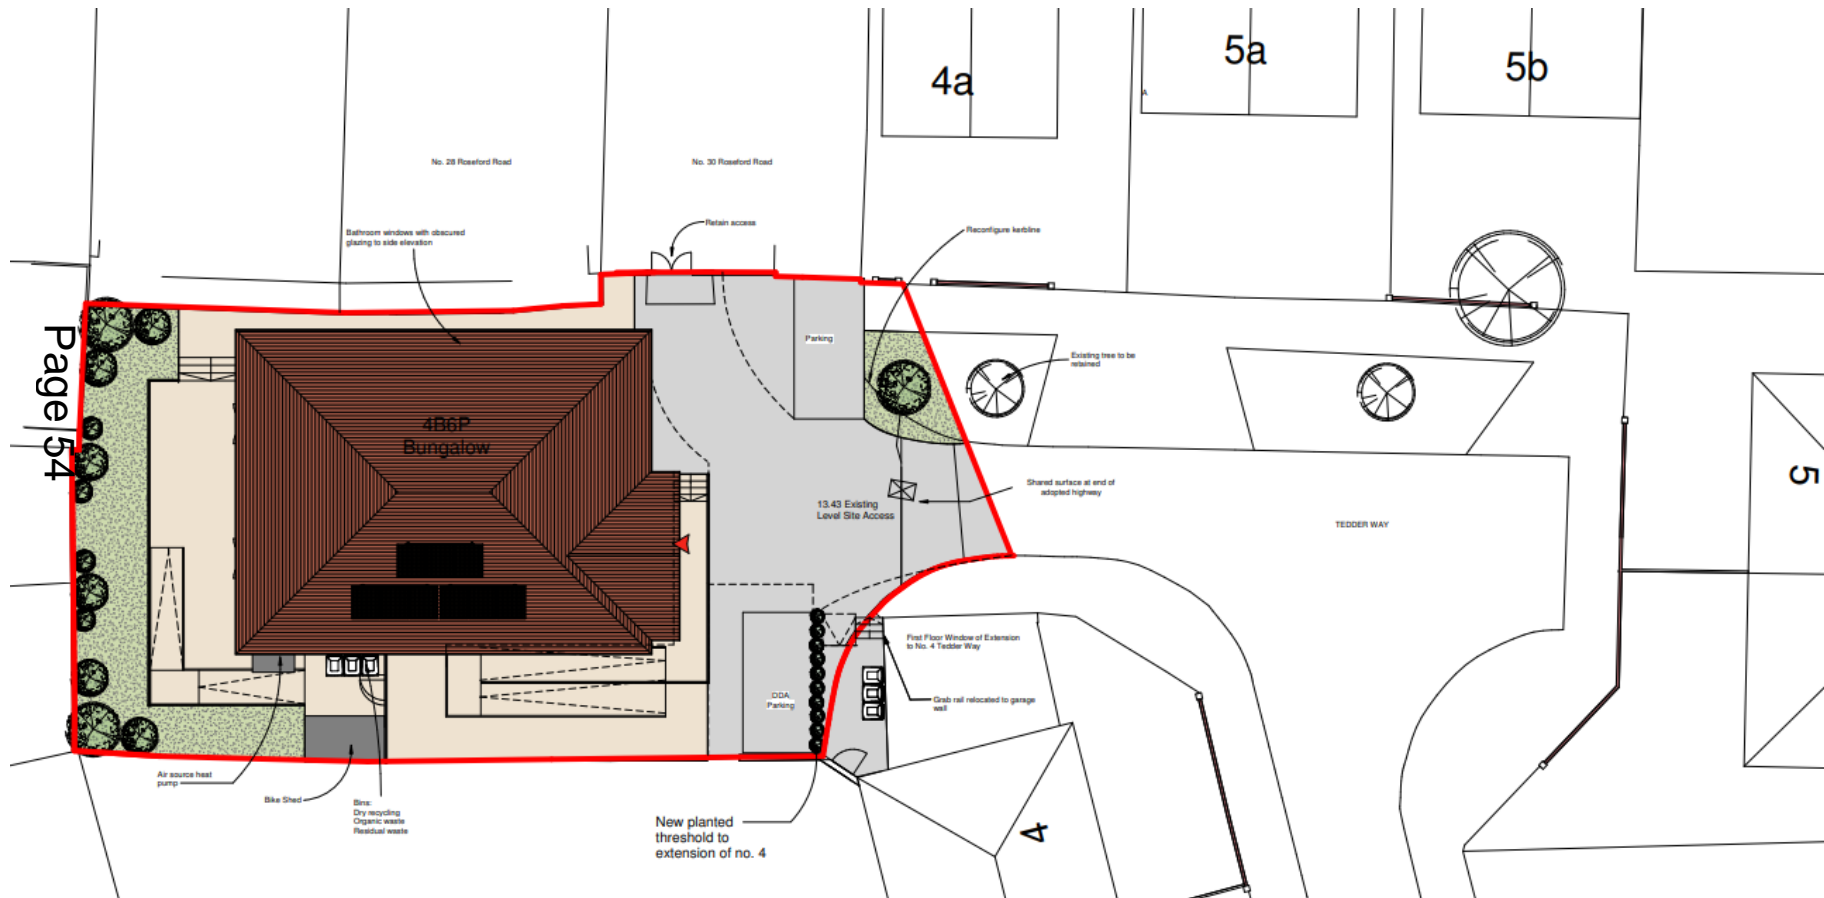 4a
5a
5b
A
No. 28 Roseford Road
No. 30 Roseford Road
Retain access
Reconfigure kerbline
Bathroom windows with obscured
glazing to side elevation
Page 54
Parking
Existing tree to be
retained
4B6P
Bungalow
13.43 Existing
Level Site Access
Shared surface at end of
adopted highway
TEDDER WAY
5
First Floor Window of Extension
to No. 4 Tedder Way
Grab rail relocated to garage
wall
DDA
Parking
Air source heat
pump
Bike Shed
Bins:
Dry recycling
Organic waste
Residual waste
New planted
threshold to
extension of no. 4
4